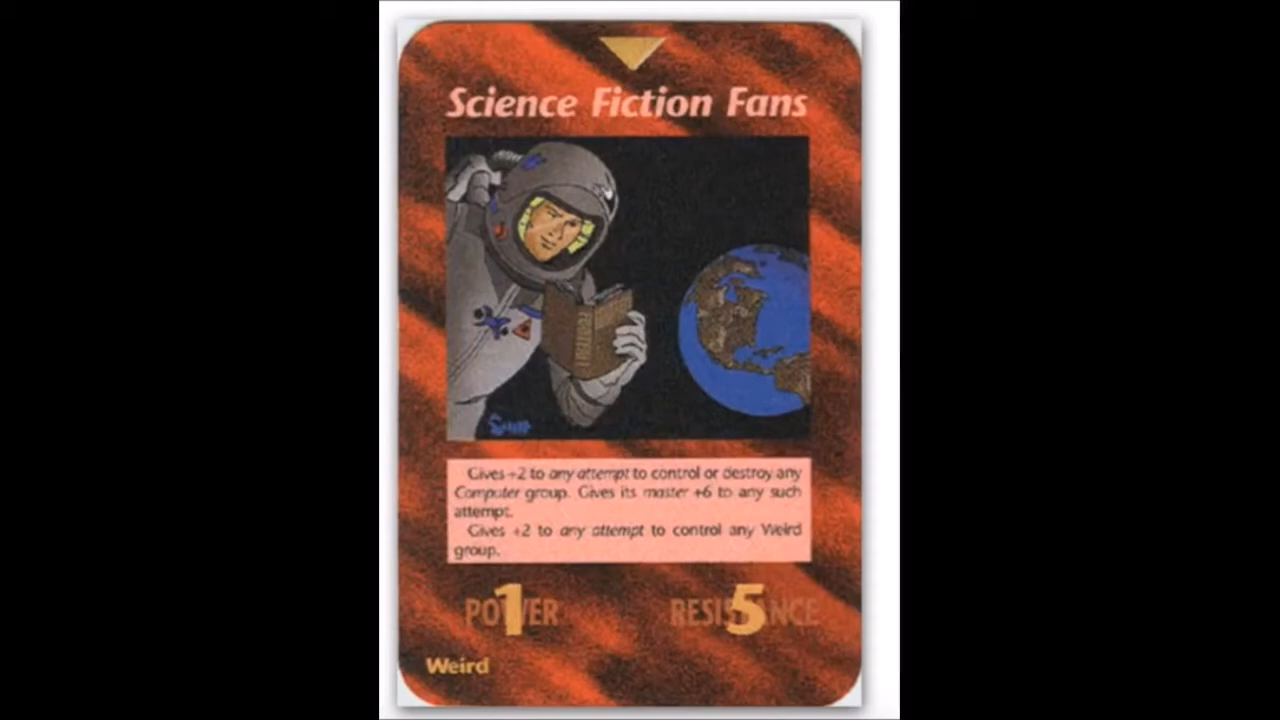 Science Fiction Fans
Gives +2 to any attempt to control or destroy any
Computer group. Gives its master +6 to any such
attempt.
Gives +2 to any attempt to control any Weird
group.
POWER 1
RESISTANCE 5
Weird